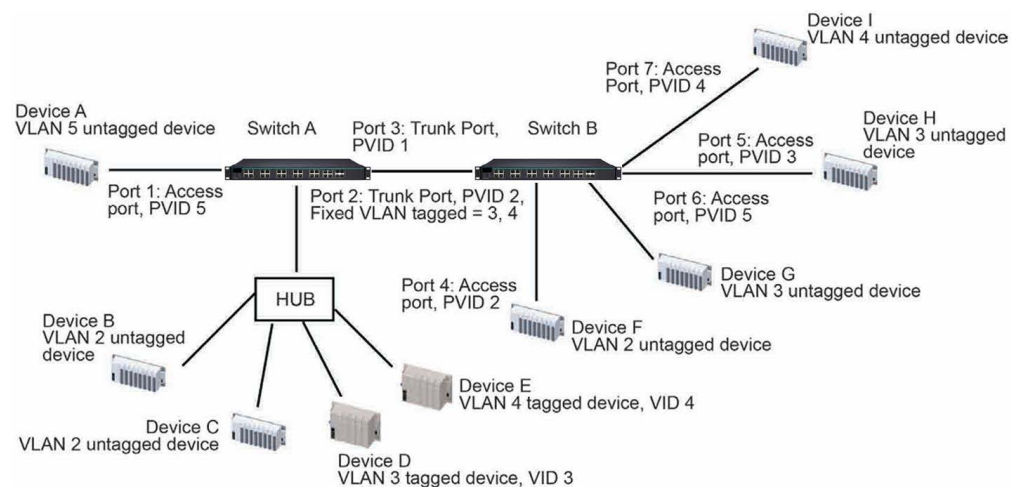 Device I
VLAN 4 untagged device
Port 7: Access
Port, PVID 4
Device A
VLAN 5 untagged device
Switch A
Port 3: Trunk Port,
PVID 1
Switch B
Port 5: Access
port, PVID 3
Device H
VLAN 3 untagged
device
Port 1: Access
port, PVID 5
Port 2: Trunk Port, PVID 2,
Fixed VLAN tagged = 3, 4
Port 6: Access
port, PVID 5
HUB
Port 4: Access
port, PVID 2
Device G
VLAN 3 untagged device
Device B
VLAN 2 untagged
device
Device F
VLAN 2 untagged device
Device E
VLAN 4 tagged device, VID 4
Device C
VLAN 2 untagged device
Device D
VLAN 3 tagged device, VID 3